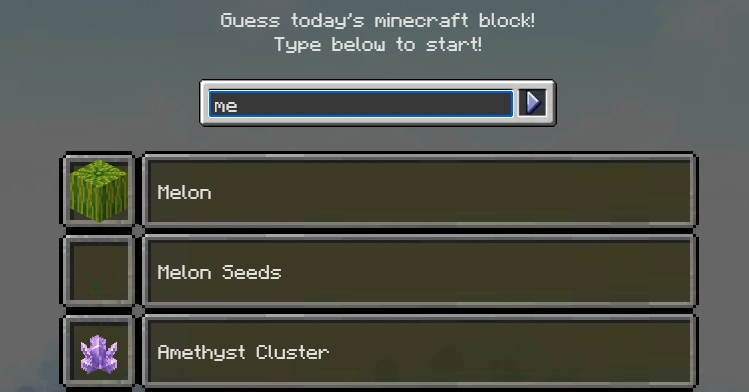 Guess today's minecraft block!
Type below to start!
me
Melon
Melon Seeds
Amethyst Cluster